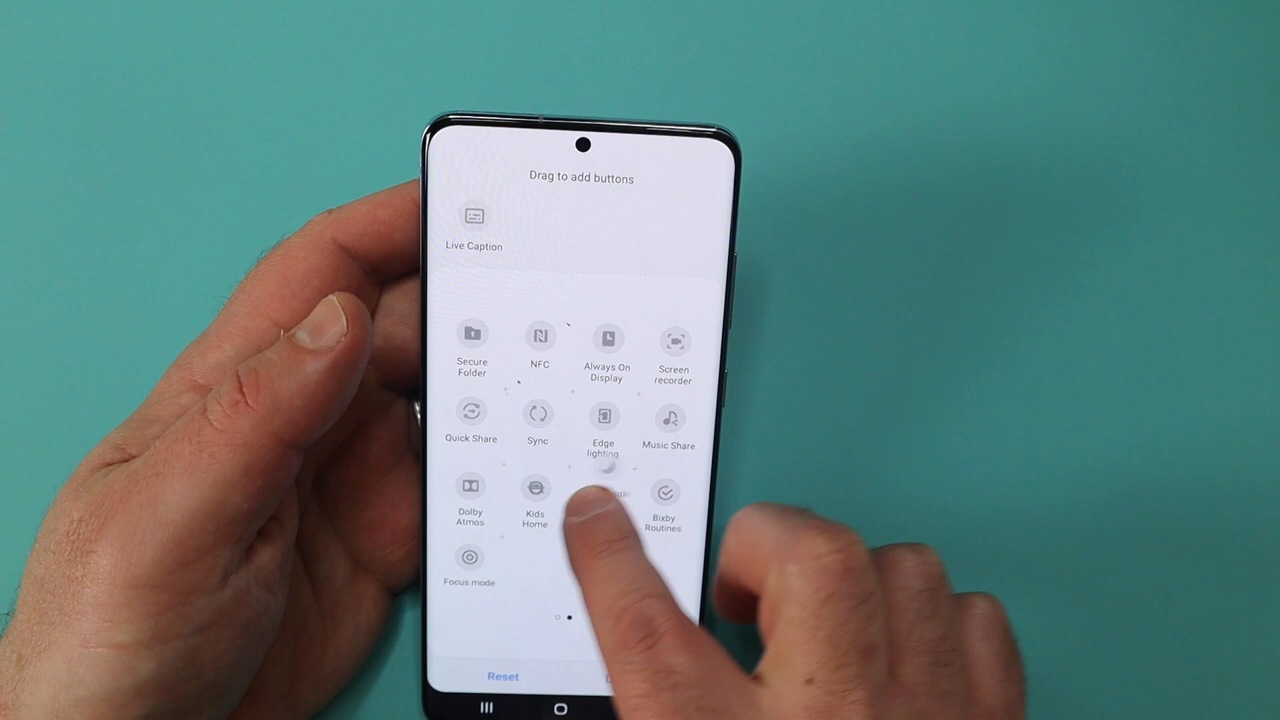 Drag to add buttons
Live Caption
Secure
Folder
NFC
Always On
Display
Screen
recorder
Quick Share
Sync
Edge
lighting
Music Share
Dolby
Atmos
Kids
Home
Bixby
Routines
Focus mode
Reset